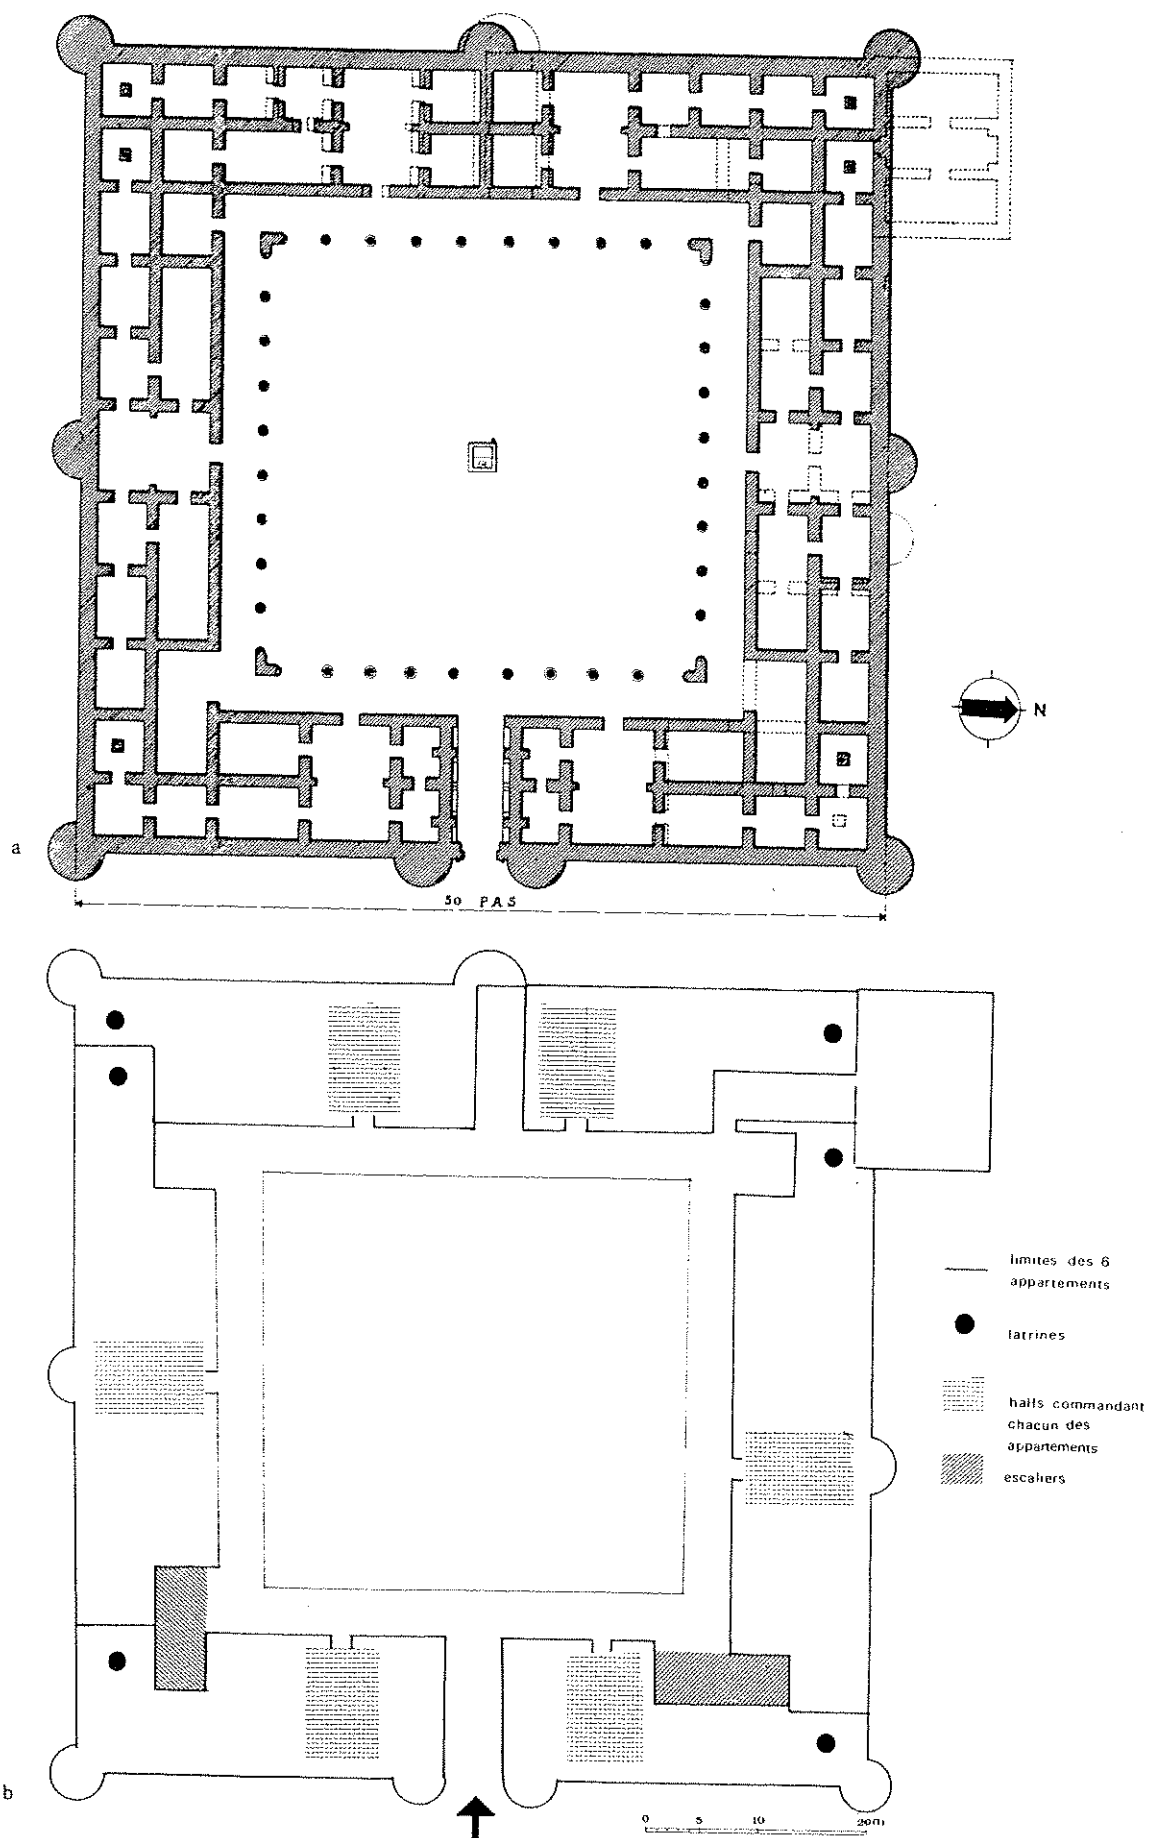 N
a
50 PAS
b
limites des 6
appartements
latrines
halls commandant
chacun des
appartements
escaliers
0 5 10 20m